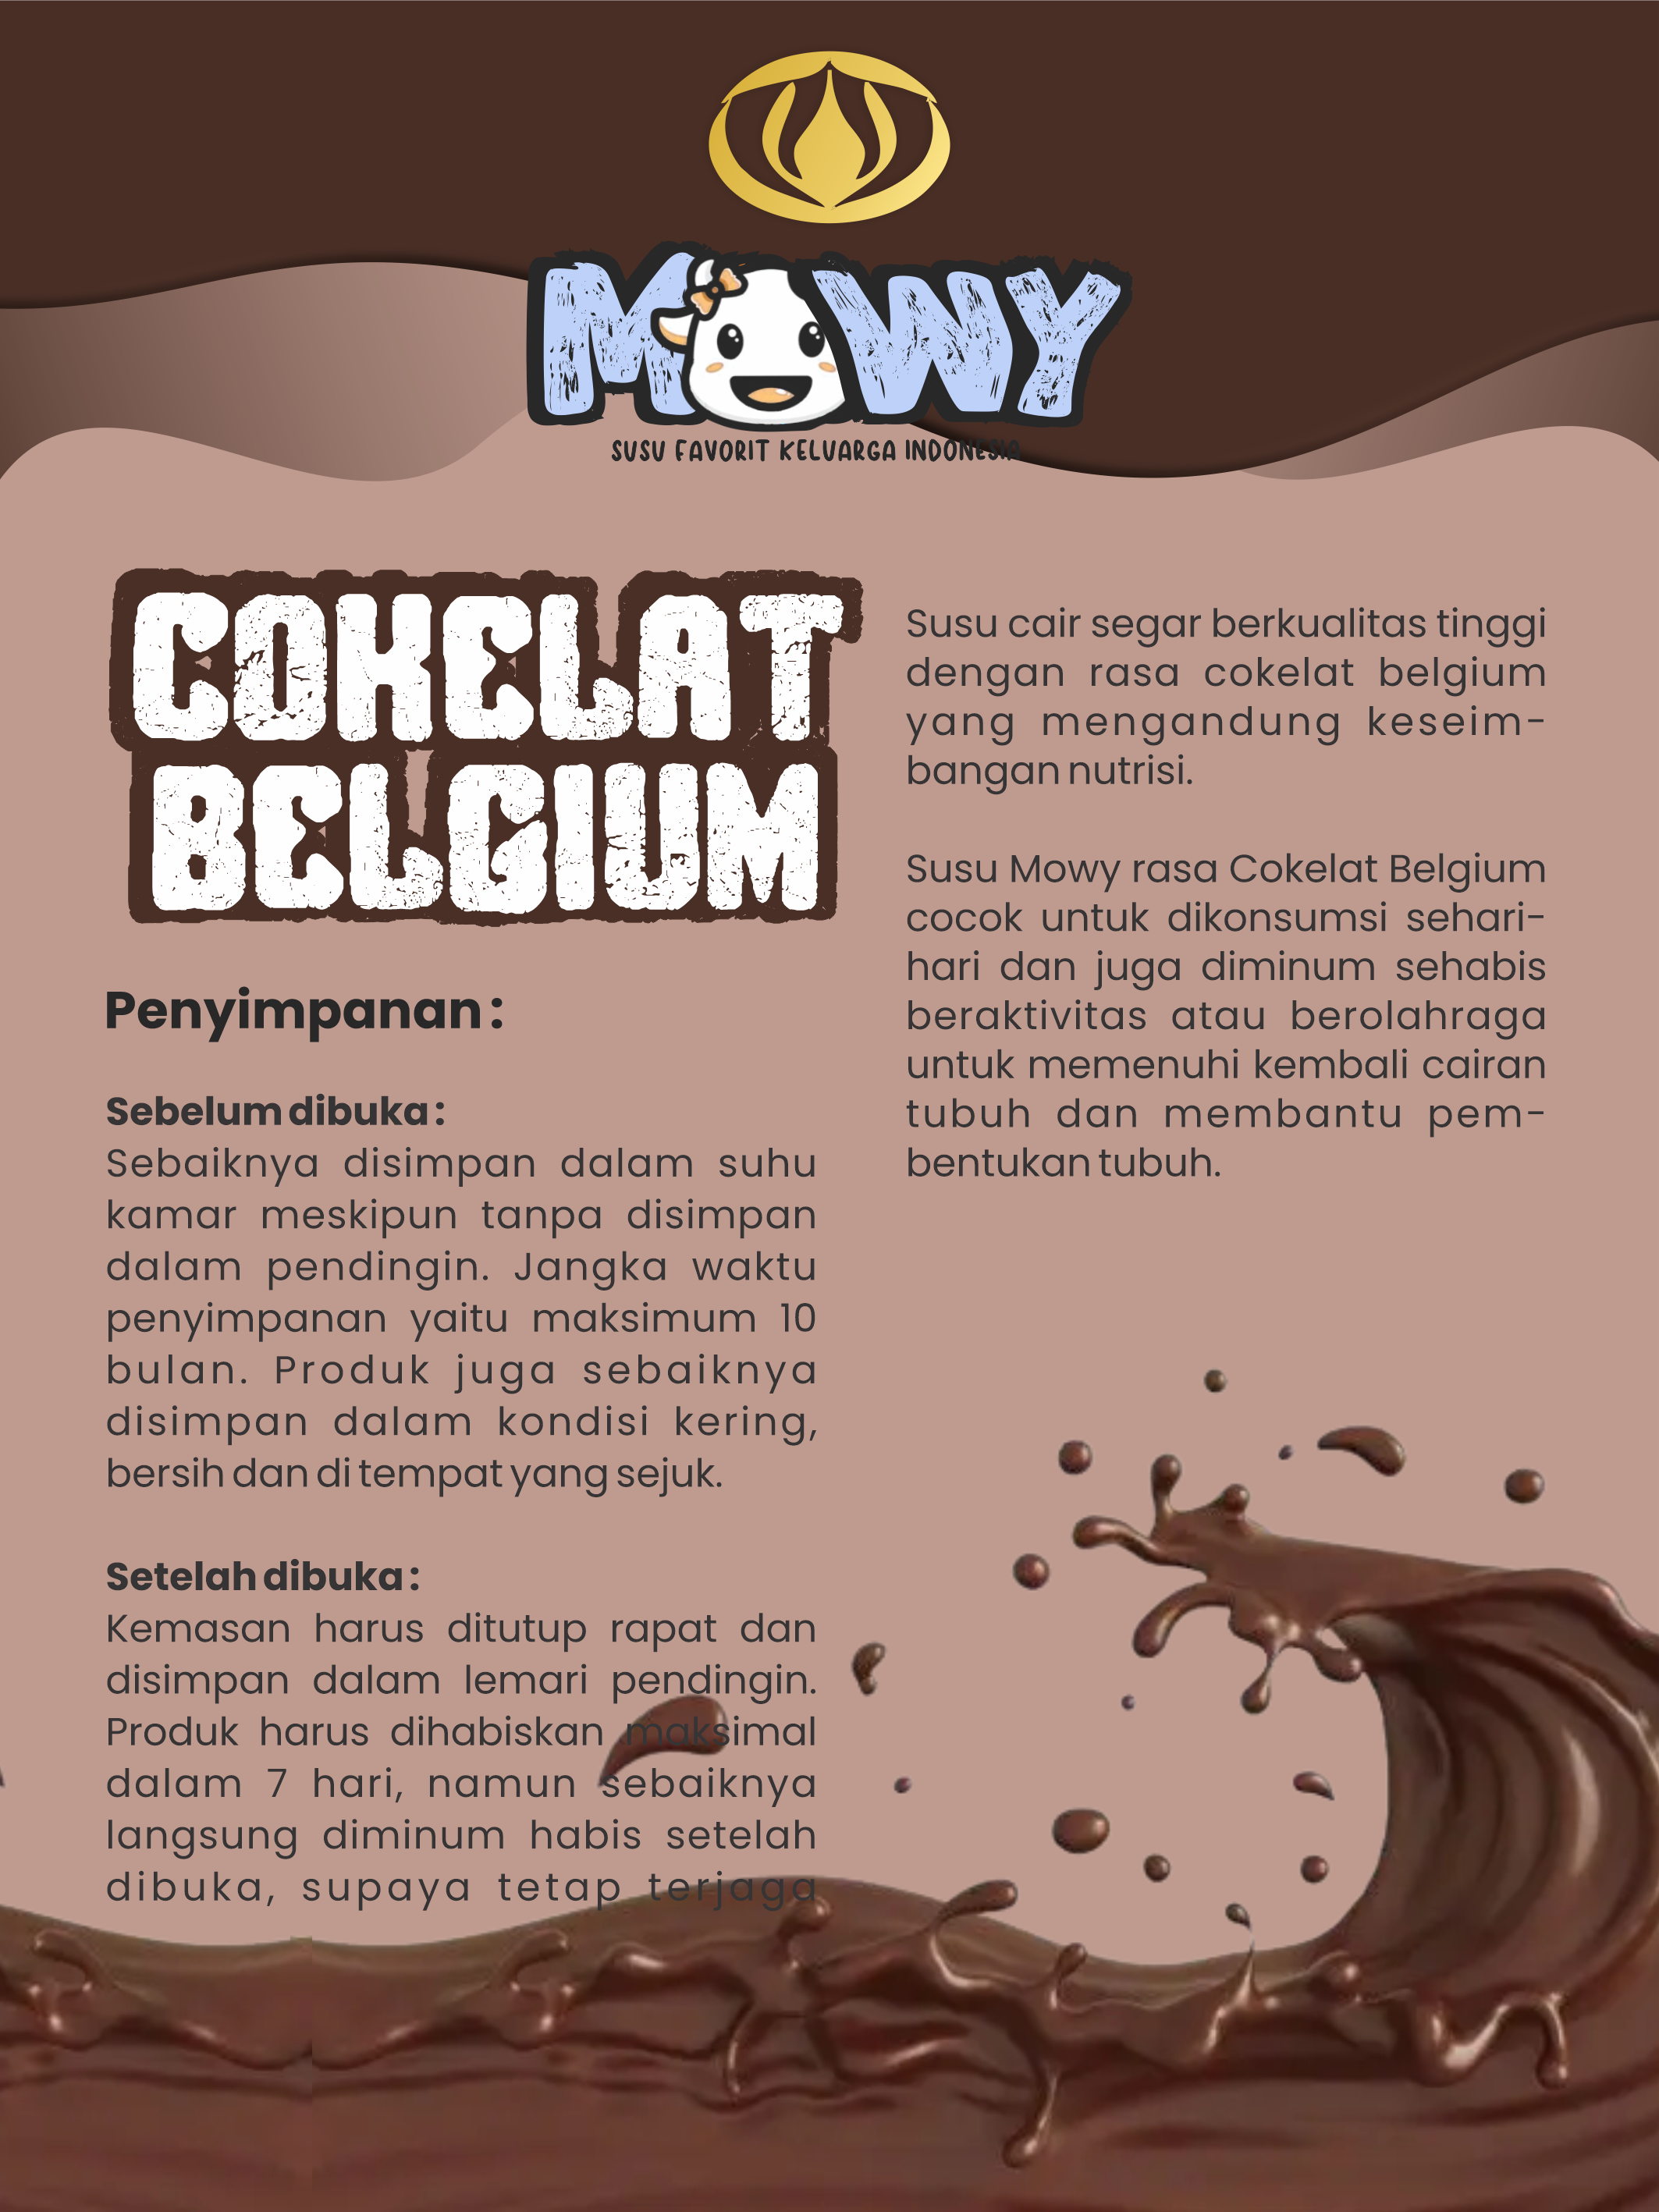 MOWY
SUSU FAVORIT KELUARGA INDONESIA
COKELAT
BELGIUM
Penyimpanan :
Sebelum dibuka :
Sebaiknya disimpan dalam suhu
kamar meskipun tanpa disimpan
dalam pendingin. Jangka waktu
penyimpanan yaitu maksimum 10
bulan. Produk juga sebaiknya
disimpan dalam kondisi kering,
bersih dan di tempat yang sejuk.
Setelah dibuka :
Kemasan harus ditutup rapat dan
disimpan dalam lemari pendingin.
Produk harus dihabiskan maksimal
dalam 7 hari, namun sebaiknya
langsung diminum habis setelah
dibuka, supaya tetap terjaga
Susu cair segar berkualitas tinggi
dengan rasa cokelat belgium
yang mengandung keseim-
bangan nutrisi.
Susu Mowy rasa Cokelat Belgium
cocok untuk dikonsumsi sehari-
hari dan juga diminum sehabis
beraktivitas atau berolahraga
untuk memenuhi kembali cairan
tubuh dan membantu pem-
bentukan tubuh.